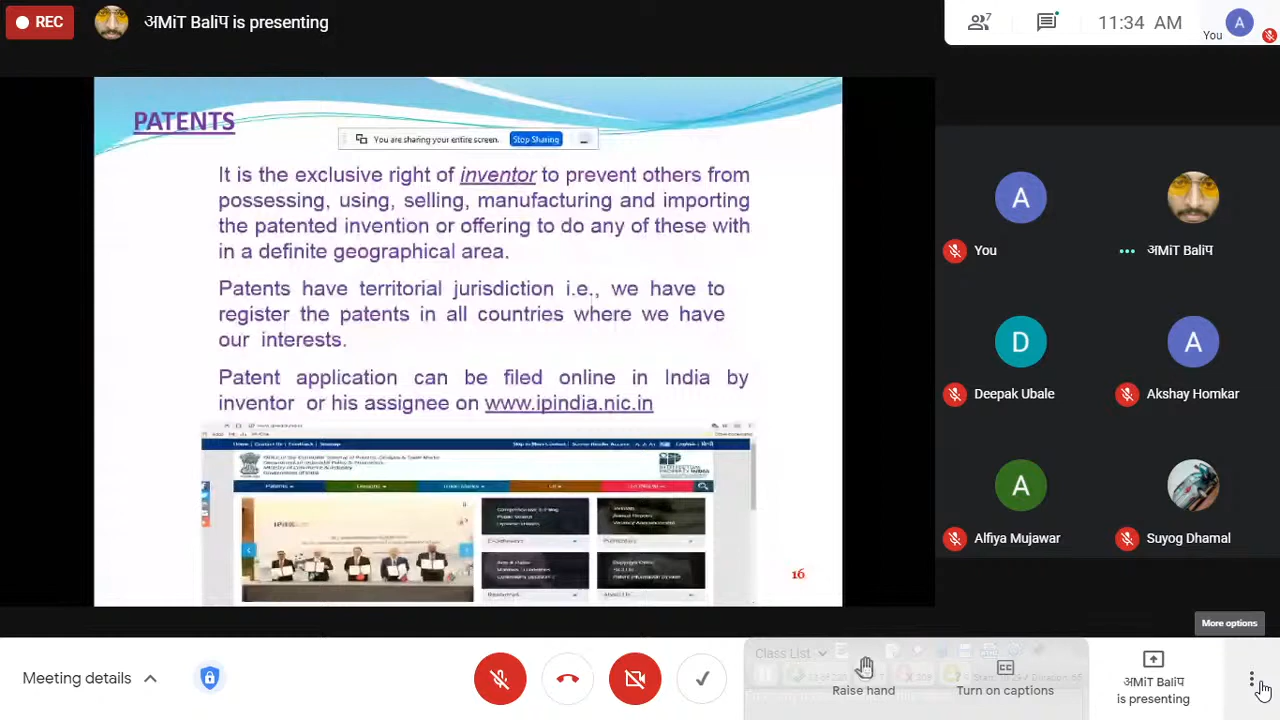 REC
अMiT Baliप is presenting
7
11:34 AM
A
You
PATENTS
You are sharing your entire screen.
Stop Sharing
It is the exclusive right of inventor to prevent others from
possessing, using, selling, manufacturing and importing
the patented invention or offering to do any of these with
in a definite geographical area.
Patents have territorial jurisdiction i.e., we have to
register the patents in all countries where we have
our interests.
Patent application can be filed online in India by
inventor or his assignee on www.ipindia.nic.in
16
A
You
अMiT Baliप
D
Deepak Ubale
A
Akshay Homkar
A
Alfiya Mujawar
Suyog Dhamal
More options
Meeting details
Class List
Raise hand
CC
Turn on captions
अMiT Baliप
is presenting